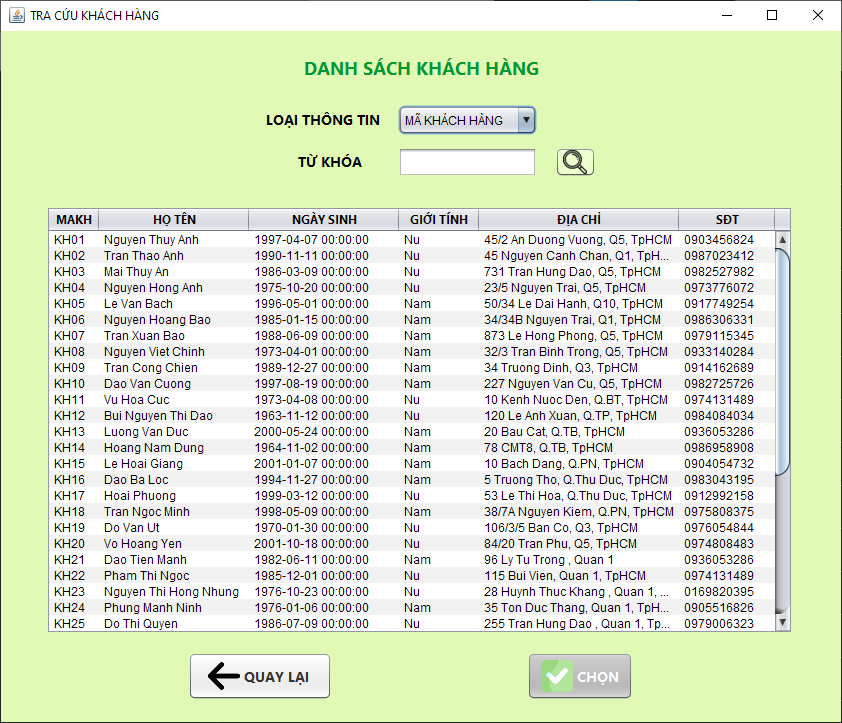 TRA CỨU KHÁCH HÀNG
DANH SÁCH KHÁCH HÀNG
LOẠI THÔNG TIN MÃ KHÁCH HÀNG
TỪ KHÓA
MAKH HỌ TÊN NGÀY SINH GIỚI TÍNH ĐỊA CHỈ SĐT
KH01 Nguyen Thuy Anh 1997-04-07 00:00:00 Nu 45/2 An Duong Vuong, Q5, TpHCM 0903456824
KH02 Tran Thao Anh 1990-11-11 00:00:00 Nu 45 Nguyen Canh Chan, Q1, TpH... 0987023412
KH03 Mai Thuy An 1986-03-09 00:00:00 Nu 731 Tran Hung Dao, Q5, TpHCM 0982527982
KH04 Nguyen Hong Anh 1975-10-20 00:00:00 Nu 23/5 Nguyen Trai, Q5, TpHCM 0973776072
KH05 Le Van Bach 1996-05-01 00:00:00 Nam 50/34 Le Dai Hanh, Q10, TpHCM 0917749254
KH06 Nguyen Hoang Bao 1985-01-15 00:00:00 Nam 34/34B Nguyen Trai, Q1, TpHCM 0986306331
KH07 Tran Xuan Bao 1988-06-09 00:00:00 Nam 873 Le Hong Phong, Q5, TpHCM 0979115345
KH08 Nguyen Viet Chinh 1973-04-01 00:00:00 Nam 32/3 Tran Binh Trong, Q5, TpHCM 0933140284
KH09 Tran Cong Chien 1989-12-27 00:00:00 Nam 34 Truong Dinh, Q3, TpHCM 0914162689
KH10 Dao Van Cuong 1997-08-19 00:00:00 Nam 227 Nguyen Van Cu, Q5, TpHCM 0982725726
KH11 Vu Hoa Cuc 1973-04-08 00:00:00 Nu 10 Kenh Nuoc Den, Q.BT, TpHCM 0974131489
KH12 Bui Nguyen Thi Dao 1963-11-12 00:00:00 Nu 120 Le Anh Xuan, Q.TP, TpHCM 0984084034
KH13 Luong Van Duc 2000-05-24 00:00:00 Nam 20 Bau Cat, Q.TB, TpHCM 0936053286
KH14 Hoang Nam Dung 1964-11-02 00:00:00 Nam 78 CMT8, Q.TB, TpHCM 0986958908
KH15 Le Hoai Giang 2001-01-07 00:00:00 Nam 10 Bach Dang, Q.PN, TpHCM 0904054732
KH16 Dao Ba Loc 1994-11-27 00:00:00 Nam 5 Truong Tho, Q.Thu Duc, TpHCM 0983043195
KH17 Hoai Phuong 1999-03-12 00:00:00 Nu 53 Le Thi Hoa, Q.Thu Duc, TpHCM 0912992158
KH18 Tran Ngoc Minh 1998-05-09 00:00:00 Nam 38/7A Nguyen Kiem, Q.PN, TpHCM 0975808375
KH19 Do Van Ut 1970-01-30 00:00:00 Nu 106/3/5 Ban Co, Q3, TpHCM 0976054844
KH20 Vo Hoang Yen 2001-10-18 00:00:00 Nu 84/20 Tran Phu, Q5, TpHCM 0974808483
KH21 Dao Tien Manh 1982-06-11 00:00:00 Nam 96 Ly Tu Trong , Quan 1 0936053286
KH22 Pham Thi Ngoc 1985-12-01 00:00:00 Nu 115 Bui Vien, Quan 1, TpHCM 0974131489
KH23 Nguyen Thi Hong Nhung 1976-10-23 00:00:00 Nu 28 Huynh Thuc Khang , Quan 1, ... 0169820395
KH24 Phung Manh Ninh 1976-01-06 00:00:00 Nam 35 Ton Duc Thang, Quan 1, TpH... 0905516826
KH25 Do Thi Quyen 1986-07-09 00:00:00 Nu 255 Tran Hung Dao , Quan 1, Tp... 0979006323
QUAY LẠI CHỌN